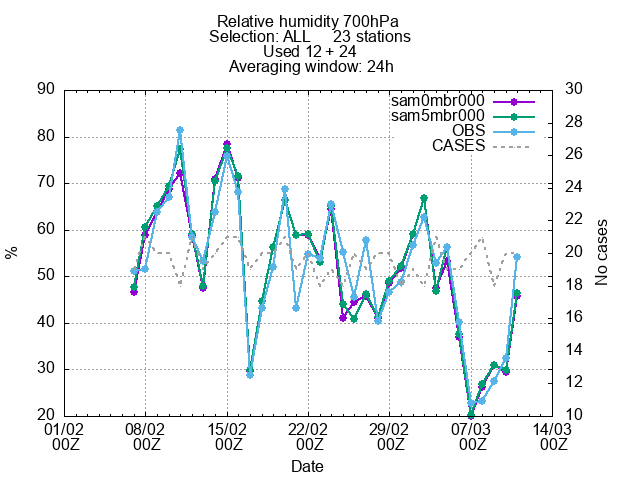 Relative humidity 700hPa
Selection: ALL 23 stations
Used 12 + 24
Averaging window: 24h
90 30
sam0mbr000
sam5mbr000
OBS
CASES
80 28
70 26
60 24
50 22
40 20
30 18
20 16
14
12
10
%
No cases
01/02 08/02 15/02 22/02 29/02 07/03 14/03
00Z 00Z 00Z 00Z 00Z 00Z 00Z
Date